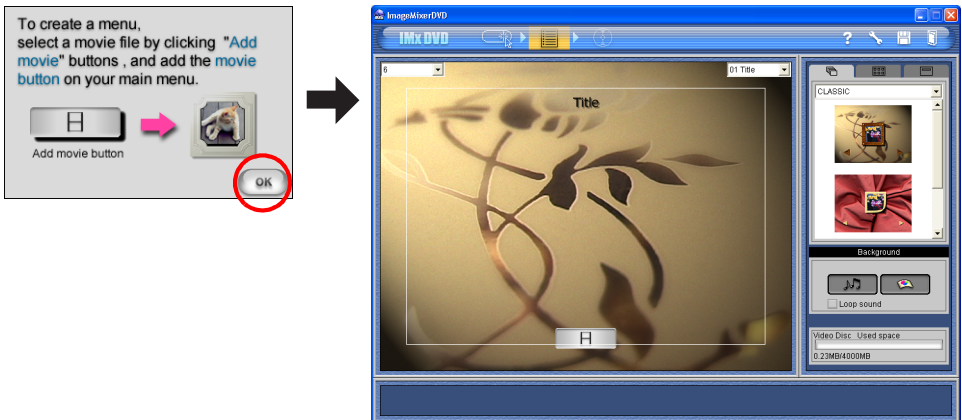 To create a menu,
select a movie file by clicking "Add
movie" buttons , and add the movie
button on your main menu.
Add movie button
OK
ImageMixerDVD
IMx DVD
?
6
01 Title
Title
CLASSIC
Background
Loop sound
Video Disc Used space
0.23MB/4000MB